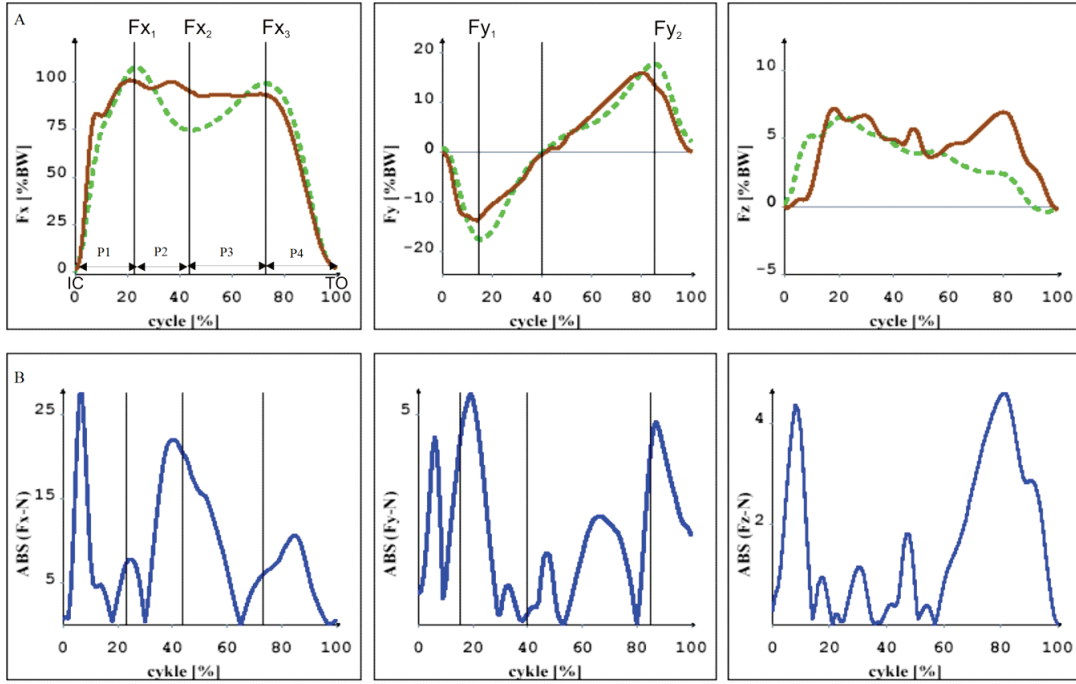 A
Fx1 Fx2 Fx3
100
75
50
25
0
Fx [%BW]
P1 P2 P3 P4
IC TO
0 20 40 60 80 100
cycle [%]
Fy1 Fy2
20
10
0
-10
-20
Fy [%BW]
0 20 40 60 80 100
cycle [%]
10
5
0
-5
Fz [%BW]
0 20 40 60 80 100
cycle [%]
B
25
15
5
ABS (Fx-N)
0 20 40 60 80 100
cykle [%]
5
ABS (Fy-N)
0 20 40 60 80 100
cykle [%]
4
2
ABS (Fz-N)
0 20 40 60 80 100
cykle [%]